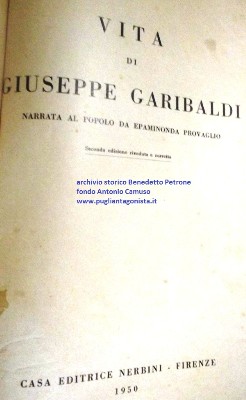 VITA
DI
GIUSEPPE GARIBALDI
NARRATA AL POPOLO DA EPAMINONDA PROVAGLIO
Seconda edizione riveduta e corretta
archivio storico Benedetto Petrone
fondo Antonio Camuso
www.pugliantagonista.it
CASA EDITRICE NERBINI - FIRENZE
1950